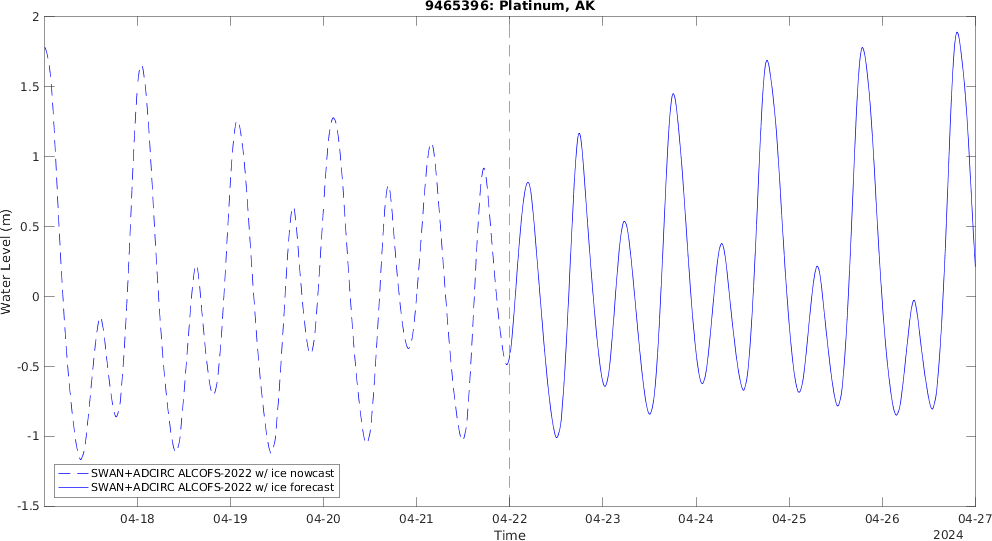 9465396: Platinum, AK
2
1.5
1
0.5
0
-0.5
-1
-1.5
Water Level (m)
SWAN+ADCIRC ALCOFS-2022 w/ ice nowcast
SWAN+ADCIRC ALCOFS-2022 w/ ice forecast
04-18 04-19 04-20 04-21 04-22 04-23 04-24 04-25 04-26 04-27
Time
2024